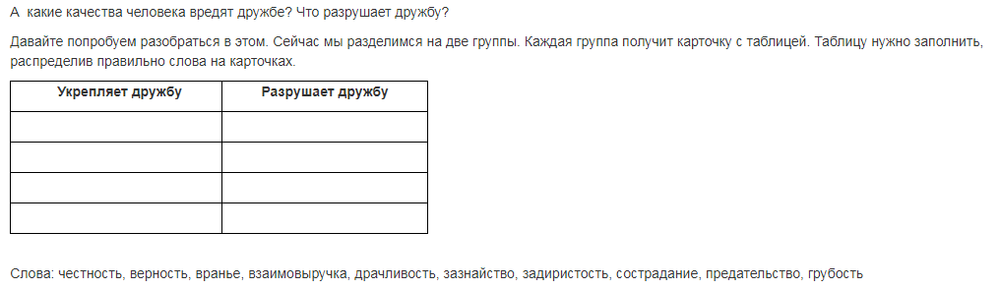 А какие качества человека вредят дружбе? Что разрушает дружбу?
Давайте попробуем разобраться в этом. Сейчас мы разделимся на две группы. Каждая группа получит карточку с таблицей. Таблицу нужно заполнить,
распределив правильно слова на карточках.
Укрепляет дружбу Разрушает дружбу
Слова: честность, верность, вранье, взаимовыручка, драчливость, зазнайство, задиристость, сострадание, предательство, грубость